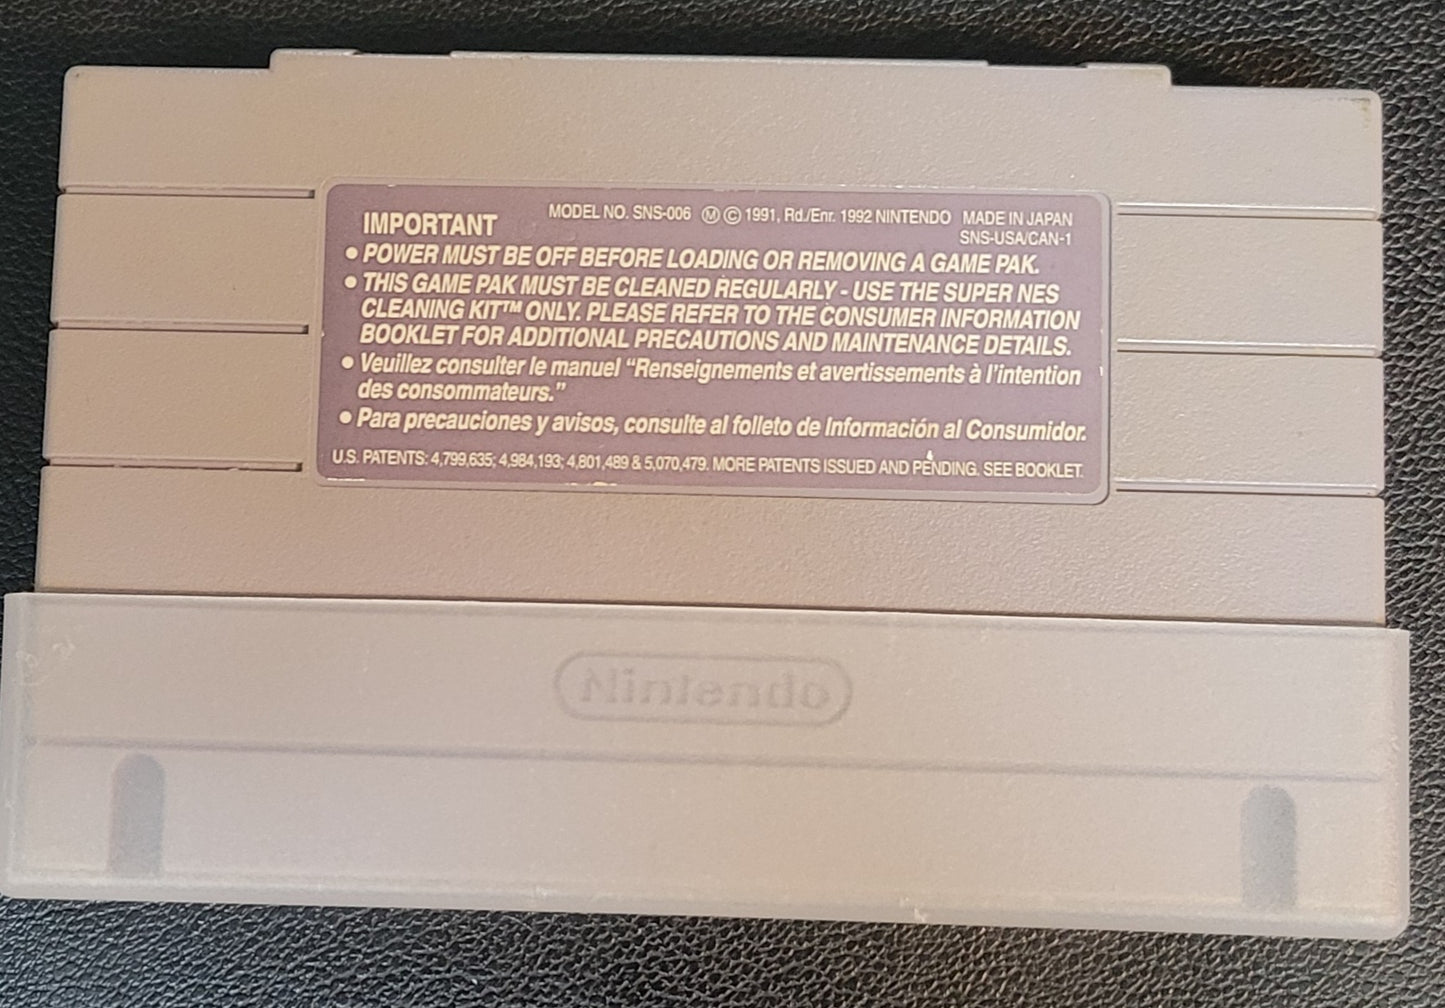 IMPORTANT MODEL NO. SNS-006 Ⓜ © 1991, Rd./Enr. 1992 NINTENDO MADE IN JAPAN
SNS-USA/CAN-1
● POWER MUST BE OFF BEFORE LOADING OR REMOVING A GAME PAK.
● THIS GAME PAK MUST BE CLEANED REGULARLY - USE THE SUPER NES
CLEANING KIT™ ONLY. PLEASE REFER TO THE CONSUMER INFORMATION
BOOKLET FOR ADDITIONAL PRECAUTIONS AND MAINTENANCE DETAILS.
● Veuillez consulter le manuel “Renseignements et avertissements à l’intention
des consommateurs.”
● Para precauciones y avisos, consulte al folleto de Información al Consumidor.
U.S. PATENTS: 4,799,635; 4,984,193; 4,801,489 & 5,070,479. MORE PATENTS ISSUED AND PENDING. SEE BOOKLET.
Nintendo